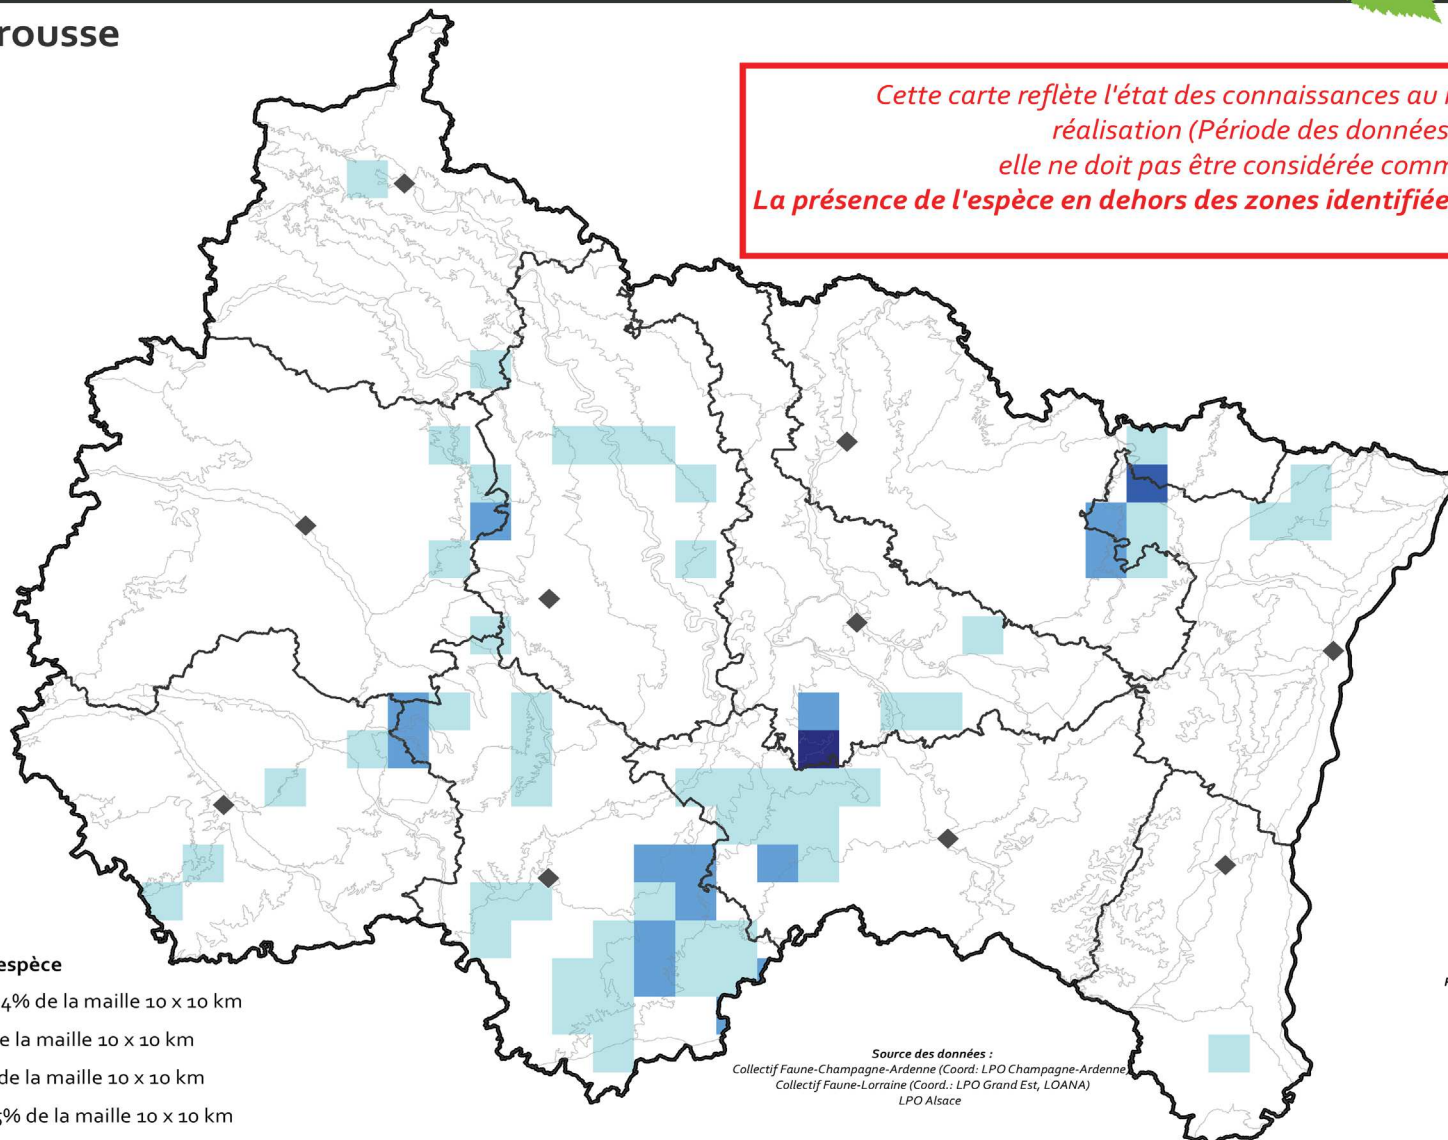 rousse
Cette carte reflète l'état des connaissances au
réalisation (Période des données
elle ne doit pas être considérée comm
La présence de l'espèce en dehors des zones identifiée
espèce
4% de la maille 10 x 10 km
e la maille 10 x 10 km
de la maille 10 x 10 km
5% de la maille 10 x 10 km
Source des données :
Collectif Faune-Champagne-Ardenne (Coord: LPO Champagne-Ardenne)
Collectif Faune-Lorraine (Coord.: LPO Grand Est, LOANA)
LPO Alsace